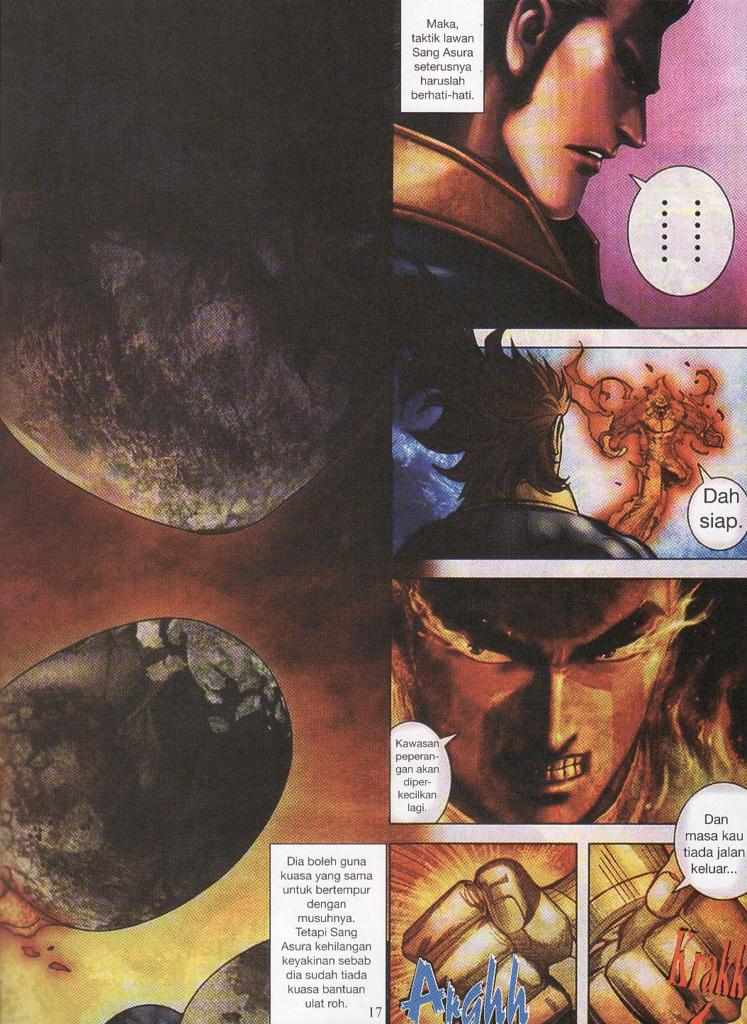 Maka,
taktik lawan
Sang Asura
seterusnya
haruslah
berhati-hati.
Dah
siap.
Kawasan
peperan-
gan akan
diper-
kecilkan
lagi.
Dan
masa kau
tiada jalan
keluar...
Dia boleh guna
kuasa yang sama
untuk bertempur
dengan
musuhnya.
Tetapi Sang
Asura kehilangan
keyakinan sebab
dia sudah tiada
kuasa bantuan
ulat roh.
Arghh
Krakk
17